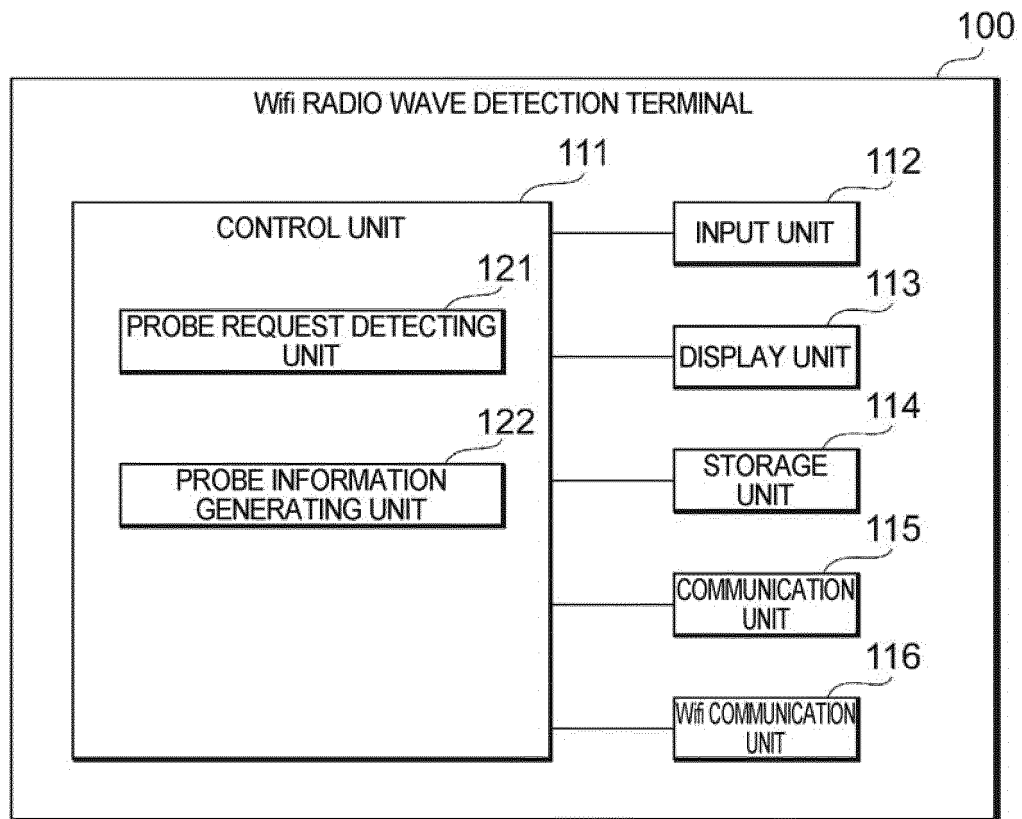 100
Wifi RADIO WAVE DETECTION TERMINAL
111
CONTROL UNIT
121
PROBE REQUEST DETECTING
UNIT
122
PROBE INFORMATION
GENERATING UNIT
112
INPUT UNIT
113
DISPLAY UNIT
114
STORAGE
UNIT
115
COMMUNICATION
UNIT
116
Wifi COMMUNICATION
UNIT